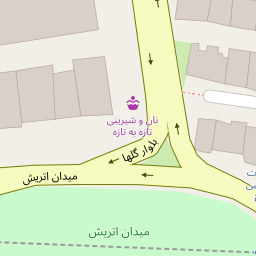 نان و شیرینی
تازه به تازه
بلوار گلها
میدان اتریش
میدان اتریش